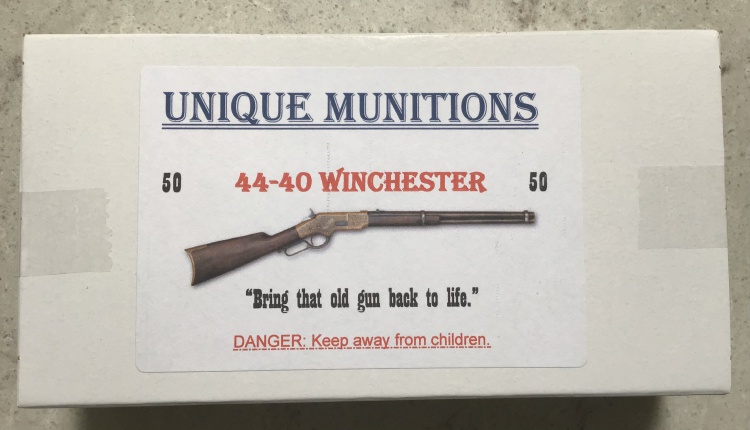 UNIQUE MUNITIONS
50 44-40 WINCHESTER 50
"Bring that old gun back to life."
DANGER: Keep away from children.